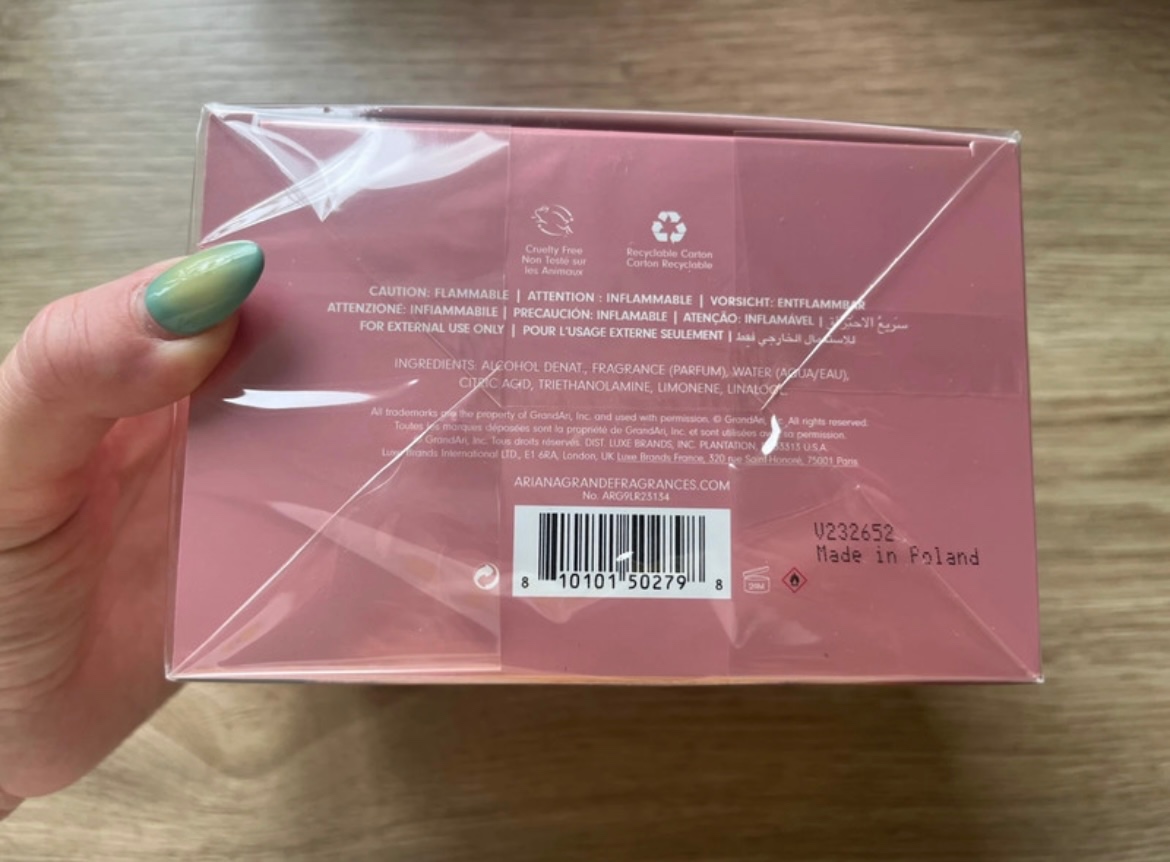 Cruelty Free
Non Testé sur
les Animaux
Recyclable Carton
Carton Recyclable
CAUTION: FLAMMABLE | ATTENTION : INFLAMMABLE | VORSICHT: ENTFLAMMBAR
ATTENZIONE: INFIAMMABILE | PRECAUCIÓN: INFLAMABLE | ATENÇÃO: INFLAMÁVEL | سريع الاحتراق
FOR EXTERNAL USE ONLY | POUR L'USAGE EXTERNE SEULEMENT | للاستعمال الخارجي فقط
INGREDIENTS: ALCOHOL DENAT., FRAGRANCE (PARFUM), WATER (AQUA/EAU),
CITRIC ACID, TRIETHANOLAMINE, LIMONENE, LINALOOL
All trademarks are the property of GrandAri, Inc. and used with permission. © GrandAri, Inc. All rights reserved.
Toutes les marques déposées sont la propriété de GrandAri, Inc. et sont utilisées avec sa permission.
GrandAri, Inc. Tous droits réservés. DIST. LUXE BRANDS, INC. PLANTATION, 33313 U.S.A.
Luxe Brands International LTD., E1 6RA, London, UK Luxe Brands France, 320 rue Saint Honoré, 75001 Paris
ARIANAGRANDEFRAGRANCES.COM
No. ARG9LR23134
8 10101 50279 8
V232652
Made in Poland